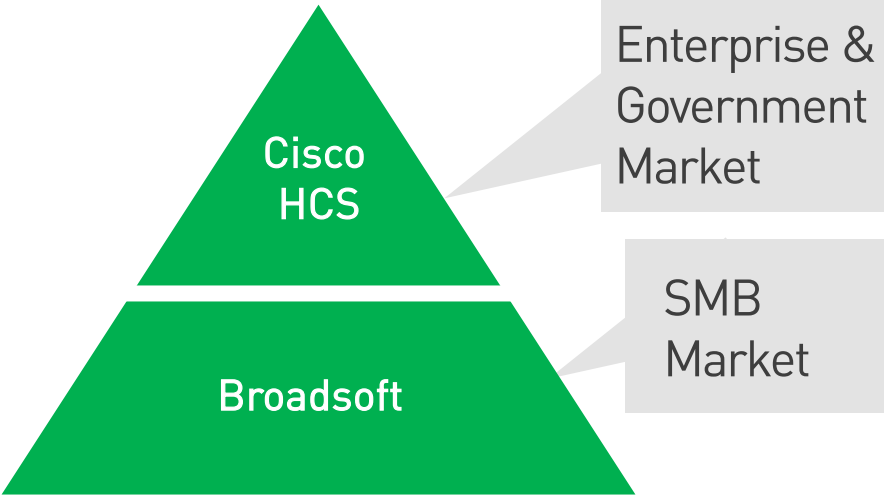 Cisco
HCS
Enterprise &
Government
Market
Broadsoft
SMB
Market